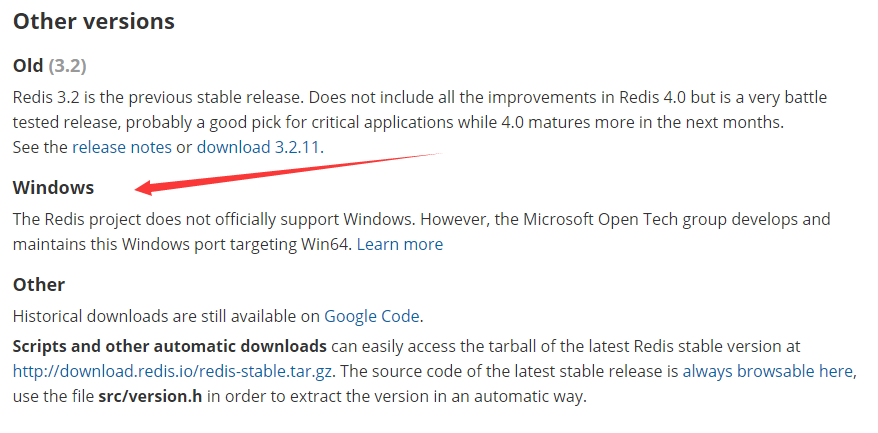 Other versions
Old (3.2)
Redis 3.2 is the previous stable release. Does not include all the improvements in Redis 4.0 but is a very battle
tested release, probably a good pick for critical applications while 4.0 matures more in the next months.
See the release notes or download 3.2.11.
Windows
The Redis project does not officially support Windows. However, the Microsoft Open Tech group develops and
maintains this Windows port targeting Win64. Learn more
Other
Historical downloads are still available on Google Code.
Scripts and other automatic downloads can easily access the tarball of the latest Redis stable version at
http://download.redis.io/redis-stable.tar.gz. The source code of the latest stable release is always browsable here,
use the file src/version.h in order to extract the version in an automatic way.